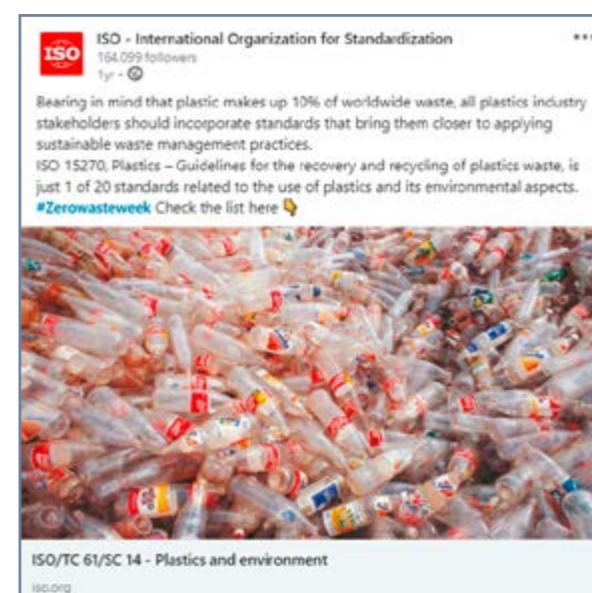 ISO
ISO - International Organization for Standardization
164.099 followers
1yr •
Bearing in mind that plastic makes up 10% of worldwide waste, all plastics industry
stakeholders should incorporate standards that bring them closer to applying
sustainable waste management practices.
ISO 15270, Plastics – Guidelines for the recovery and recycling of plastics waste, is
just 1 of 20 standards related to the use of plastics and its environmental aspects.
#Zerowasteweek Check the list here 👇
ISO/TC 61/SC 14 - Plastics and environment
iso.org